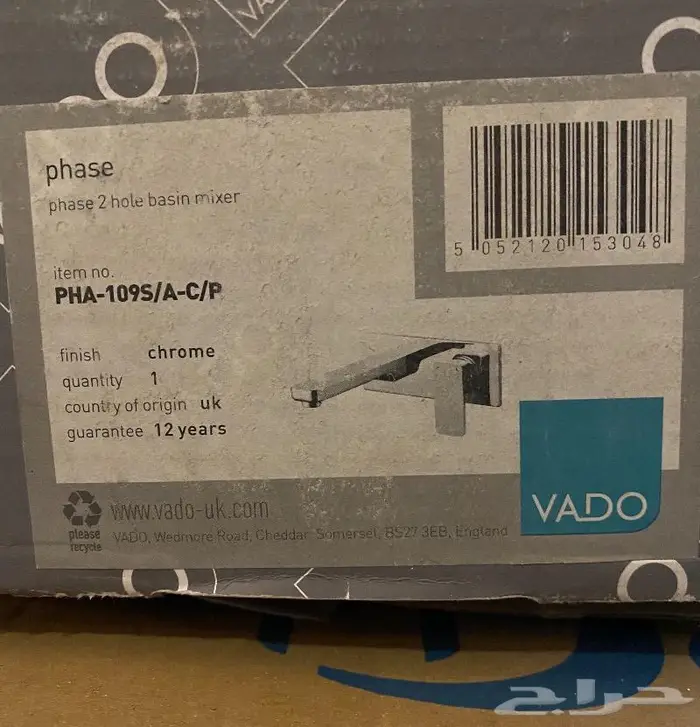 VADO
phase
phase 2 hole basin mixer
item no.
PHA-109S/A-C/P
finish chrome
quantity 1
country of origin uk
guarantee 12 years
5 052120 153048
VADO
please
recycle
www.vado-uk.com
VADO, Wedmore Road, Cheddar Somerset, BS27 3EB, England
حراج